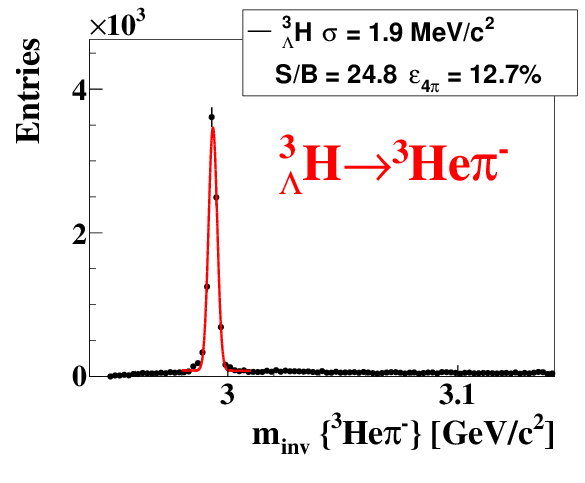 ×10³
Entries
— ³ΛH σ = 1.9 MeV/c²
S/B = 24.8 ε4π = 12.7%
³ΛH→³Heπ⁻
4
2
0
3
3.1
minv {³Heπ⁻} [GeV/c²]